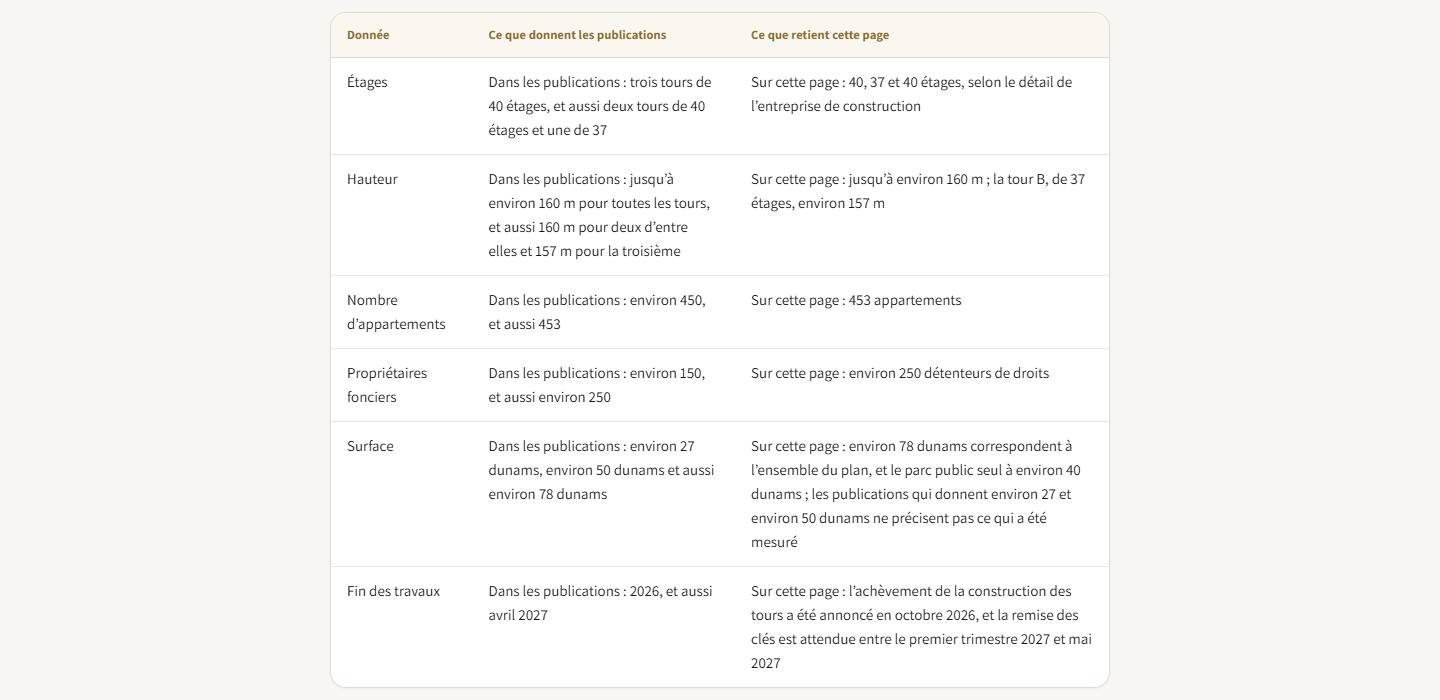 Donnée
Ce que donnent les publications
Ce que retient cette page
Étages
Dans les publications : trois tours de
40 étages, et aussi deux tours de 40
étages et une de 37
Sur cette page : 40, 37 et 40 étages, selon le détail de
l’entreprise de construction
Hauteur
Dans les publications : jusqu’à
environ 160 m pour toutes les tours,
et aussi 160 m pour deux d’entre
elles et 157 m pour la troisième
Sur cette page : jusqu’à environ 160 m ; la tour B, de 37
étages, environ 157 m
Nombre
d’appartements
Dans les publications : environ 450,
et aussi 453
Sur cette page : 453 appartements
Propriétaires
fonciers
Dans les publications : environ 150,
et aussi environ 250
Sur cette page : environ 250 détenteurs de droits
Surface
Dans les publications : environ 27
dunams, environ 50 dunams et aussi
environ 78 dunams
Sur cette page : environ 78 dunams correspondent à
l’ensemble du plan, et le parc public seul à environ 40
dunams ; les publications qui donnent environ 27 et
environ 50 dunams ne précisent pas ce qui a été
mesuré
Fin des travaux
Dans les publications : 2026, et aussi
avril 2027
Sur cette page : l’achèvement de la construction des
tours a été annoncé en octobre 2026, et la remise des
clés est attendue entre le premier trimestre 2027 et mai
2027